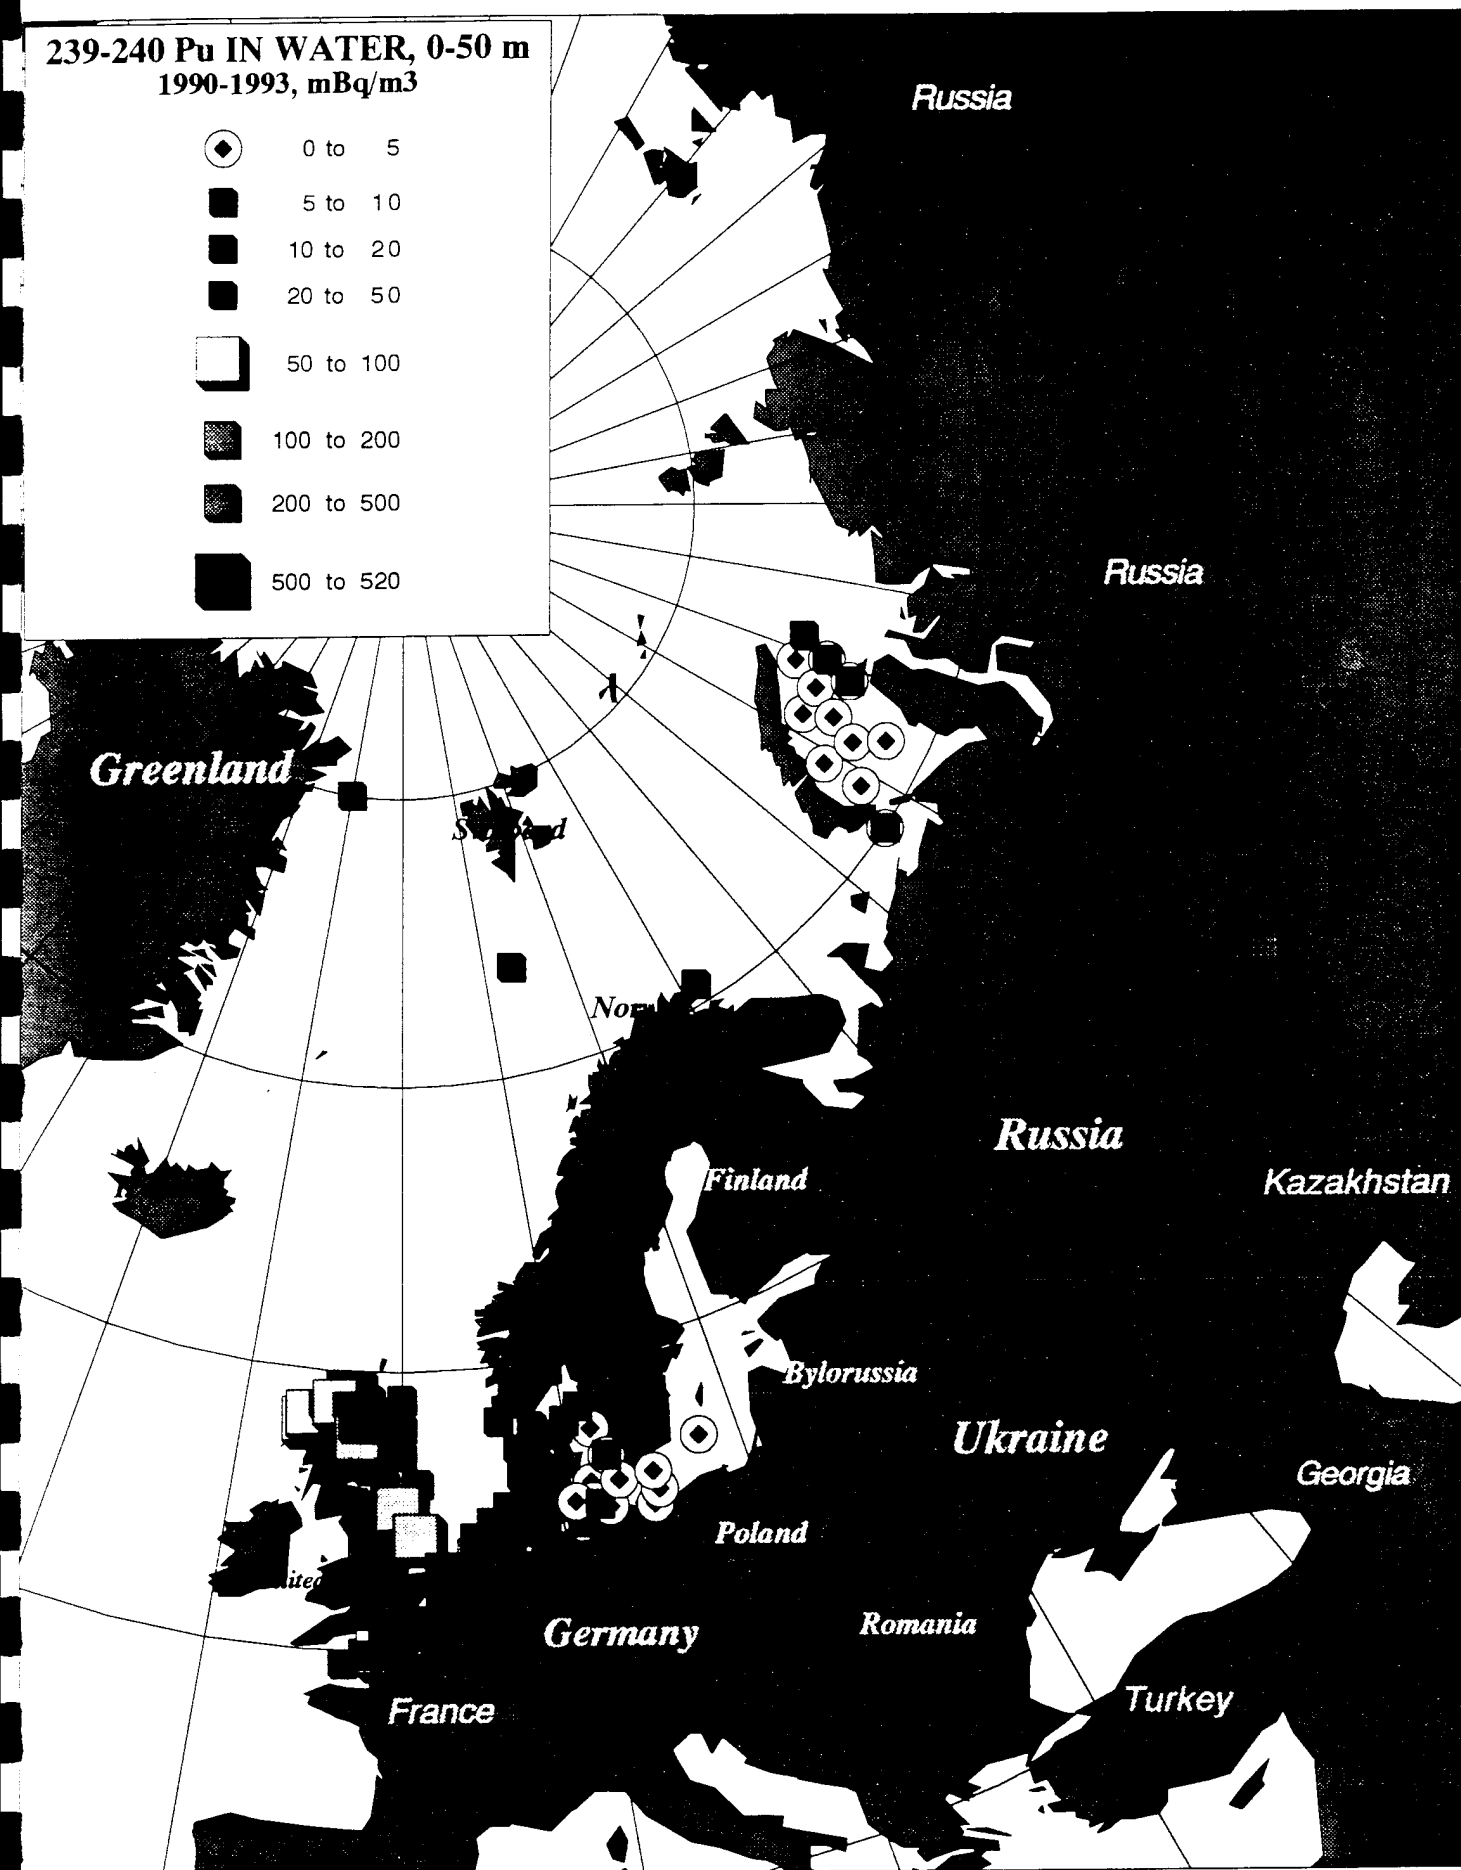 239-240 Pu IN WATER, 0-50 m
1990-1993, mBq/m3
0 to 5
5 to 10
10 to 20
20 to 50
50 to 100
100 to 200
200 to 500
500 to 520
Russia
Russia
Greenland
Russia
Finland
Kazakhstan
Bylorussia
Ukraine
Georgia
Poland
Germany
Romania
France
Turkey